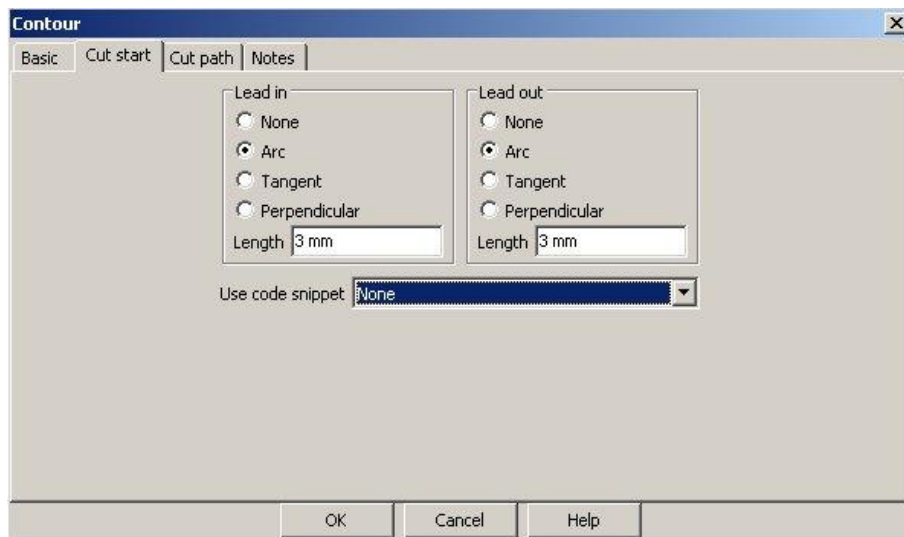 Contour
Basic Cut start Cut path Notes
Lead in Lead out
None None
Arc Arc
Tangent Tangent
Perpendicular Perpendicular
Length 3 mm Length 3 mm
Use code snippet None
OK Cancel Help